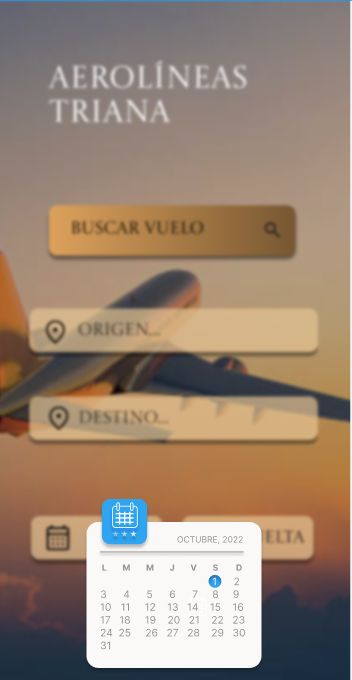 AEROLÍNEAS
TRIANA
BUSCAR VUELO
ORIGEN...
DESTINO...
OCTUBRE, 2022
L M M J V S D
1 2
3 4 5 6 7 8 9
10 11 12 13 14 15 16
17 18 19 20 21 22 23
24 25 26 27 28 29 30
31